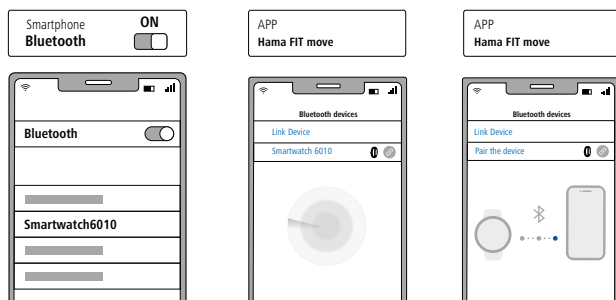 Smartphone
ON
Bluetooth
Bluetooth
Smartwatch6010
APP
Hama FIT move
Bluetooth devices
Link Device
Smartwatch 6010
APP
Hama FIT move
Bluetooth devices
Link Device
Pair the device